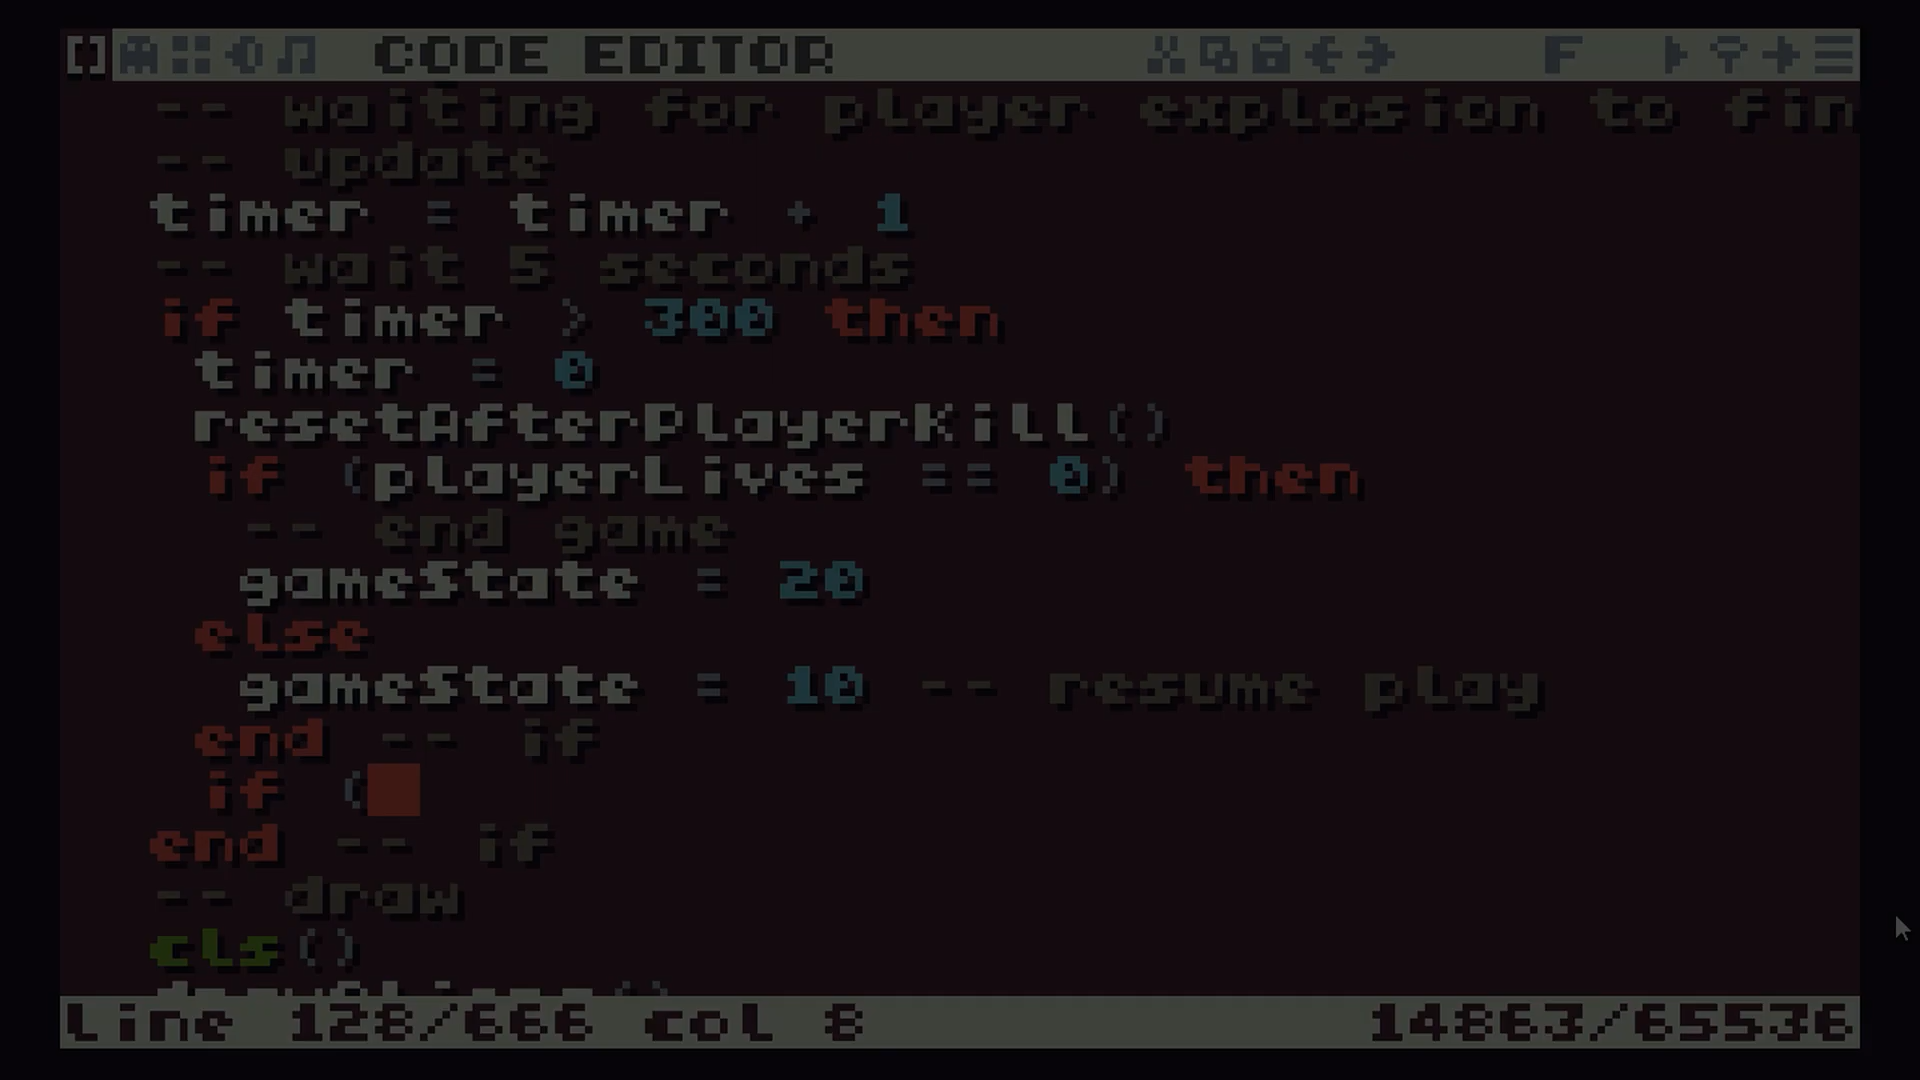 CODE EDITOR F
-- waiting for player explosion to fin
-- update
timer = timer + 1
-- wait 5 seconds
if timer > 300 then
timer = 0
resetAfterPlayerKill()
if (playerLives == 0) then
-- end game
gameState = 20
else
gameState = 10 -- resume play
end -- if
if (
end -- if
-- draw
cls()
line 128/666 col 8 14863/65536